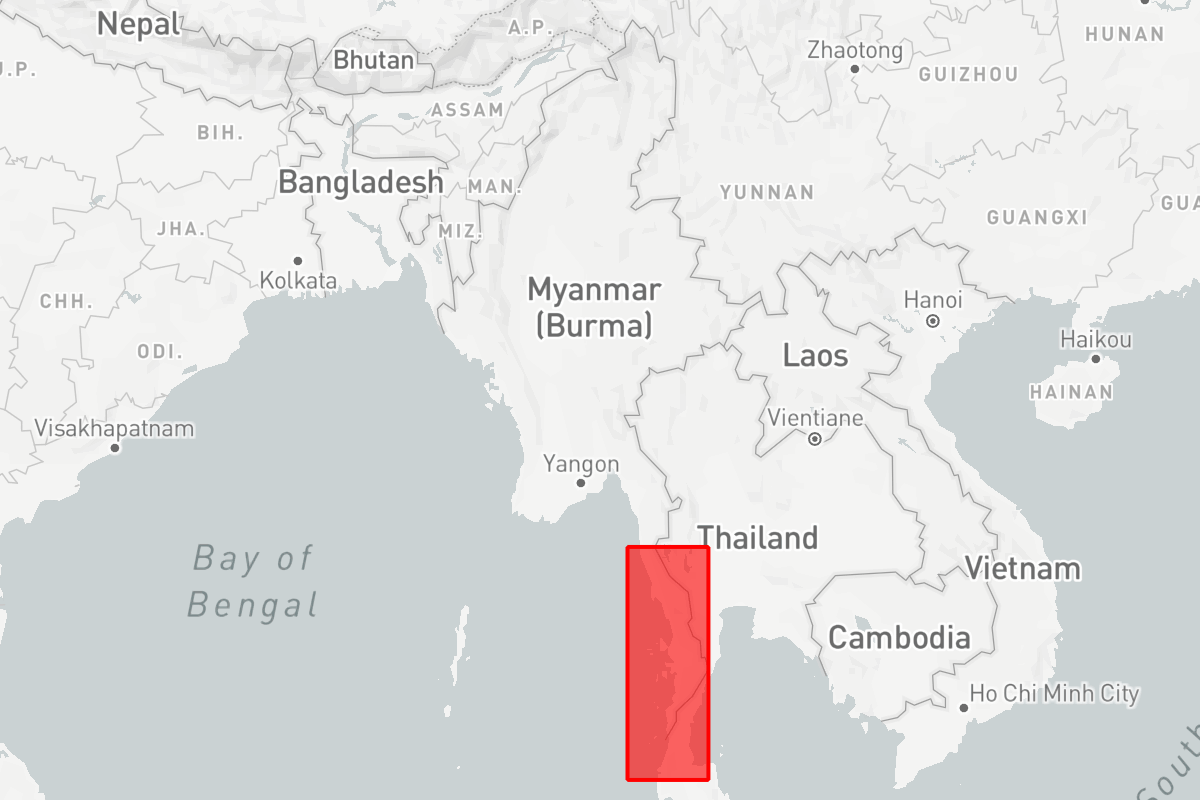 Nepal
A.P.
HUNAN
Zhaotong
Bhutan
J.P.
GUIZHOU
ASSAM
BIH.
Bangladesh
MAN.
YUNNAN
GUANGXI
GUA
JHA.
MIZ.
Kolkata
Myanmar
(Burma)
CHH.
Hanoi
Haikou
ODI.
Laos
HAINAN
Vientiane
Visakhapatnam
Yangon
Thailand
Bay of
Bengal
Vietnam
Cambodia
Ho Chi Minh City
South